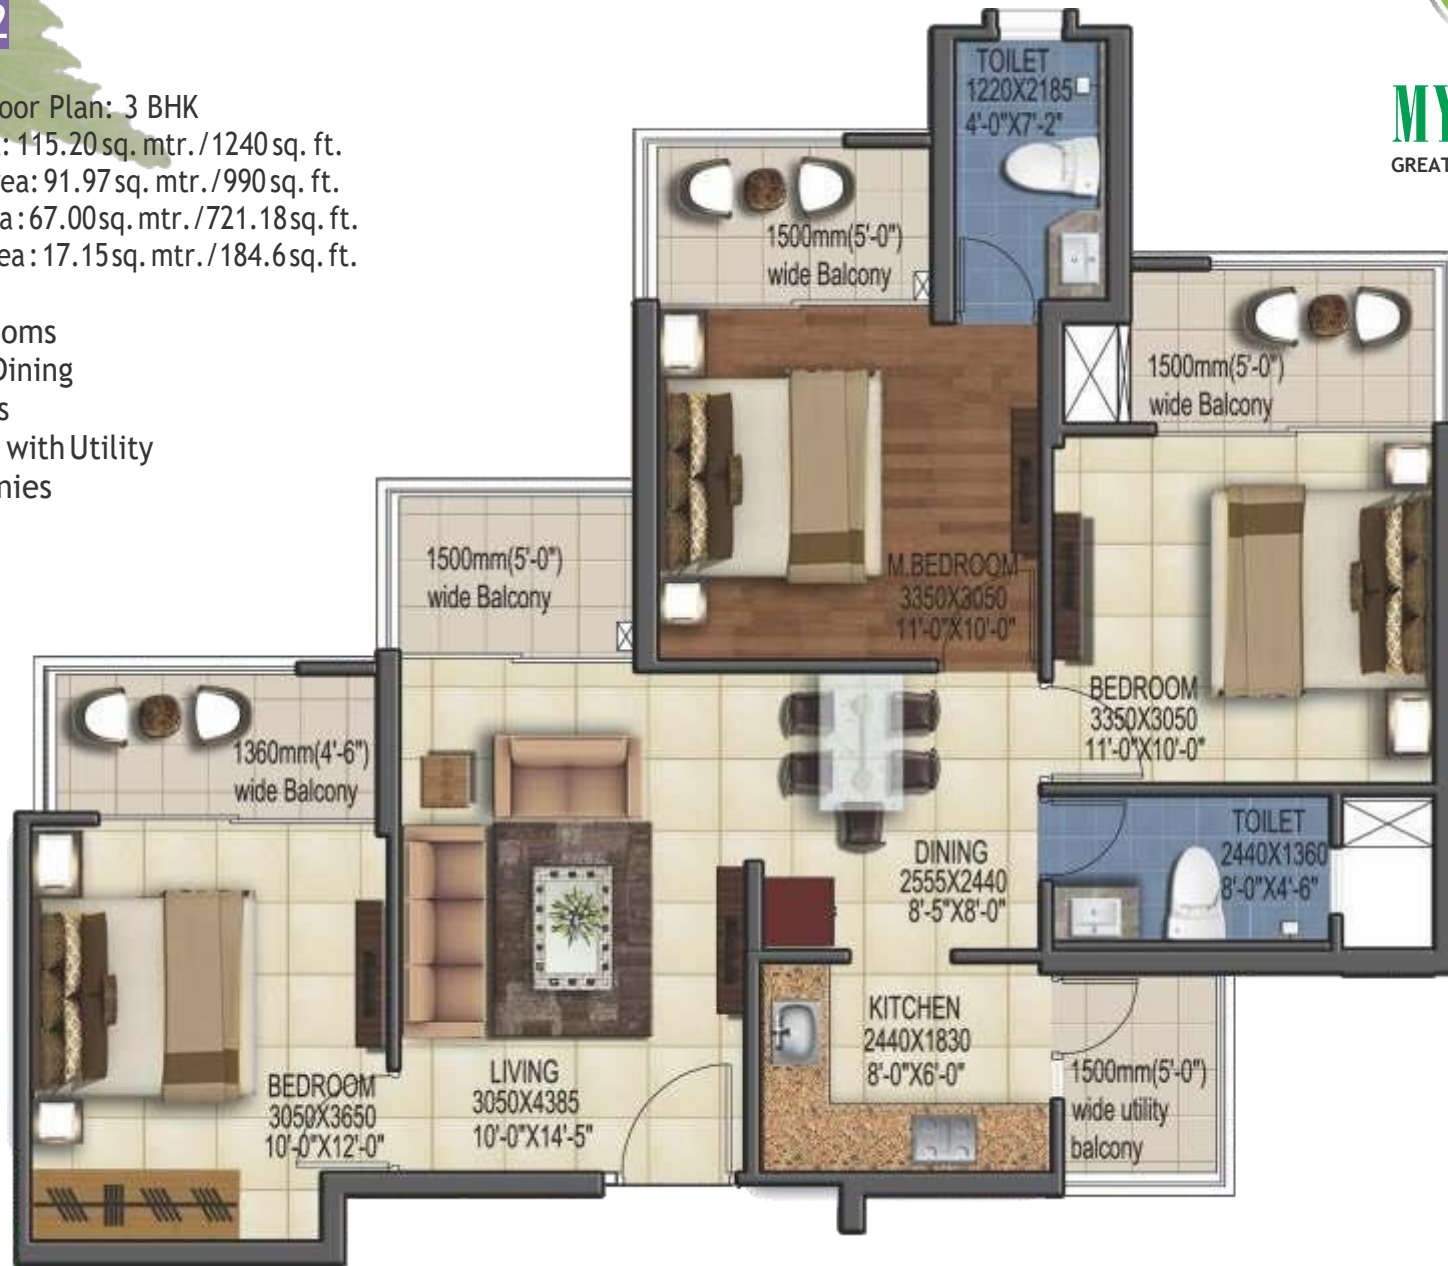 2
oor Plan: 3 BHK
: 115.20 sq. mtr. / 1240 sq. ft.
rea: 91.97 sq. mtr. / 990 sq. ft.
a : 67.00 sq. mtr. / 721.18 sq. ft.
ea : 17.15 sq. mtr. / 184.6 sq. ft.
ooms
Dining
s
with Utility
nies
MY
GREAT
TOILET
1220X2185
4'-0"X7'-2"
1500mm(5'-0")
wide Balcony
1500mm(5'-0")
wide Balcony
1500mm(5'-0")
wide Balcony
M.BEDROOM
3350X3050
11'-0"X10'-0"
BEDROOM
3350X3050
11'-0"X10'-0"
1360mm(4'-6")
wide Balcony
TOILET
2440X1360
8'-0"X4'-6"
DINING
2555X2440
8'-5"X8'-0"
KITCHEN
2440X1830
8'-0"X6'-0"
BEDROOM
3050X3650
10'-0"X12'-0"
LIVING
3050X4385
10'-0"X14'-5"
1500mm(5'-0")
wide utility
balcony